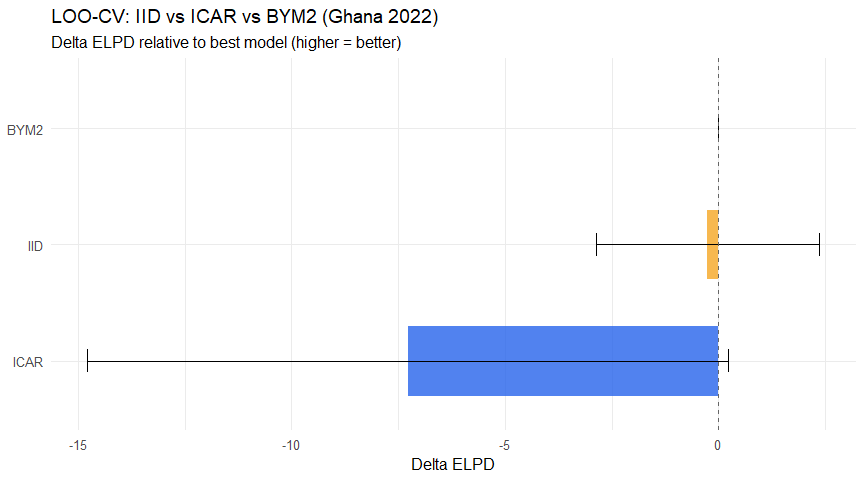 LOO-CV: IID vs ICAR vs BYM2 (Ghana 2022)
Delta ELPD relative to best model (higher = better)
BYM2
IID
ICAR
-15 -10 -5 0
Delta ELPD